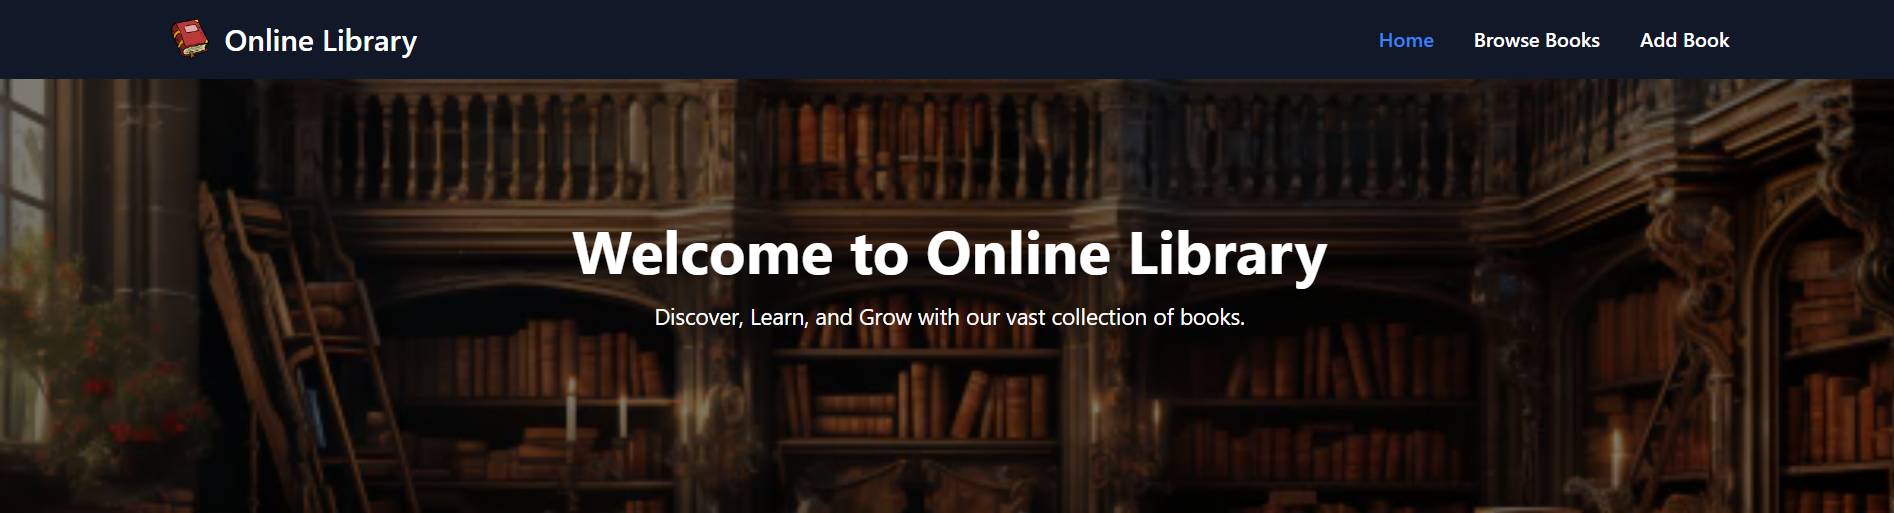 Online Library
Home
Browse Books
Add Book
Welcome to Online Library
Discover, Learn, and Grow with our vast collection of books.